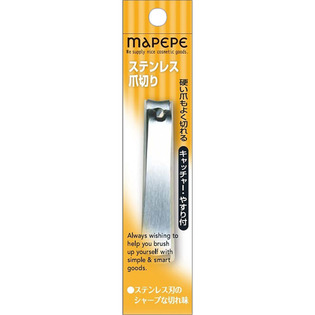 mapepe
We supply nice cosmetic goods.
ステンレス
爪切り
硬い爪もよく切れる
キャッチャー・やすり付
Always wishing to
help you brush
up yourself with
simple & smart
goods.
●ステンレス刃の
シャープな切れ味